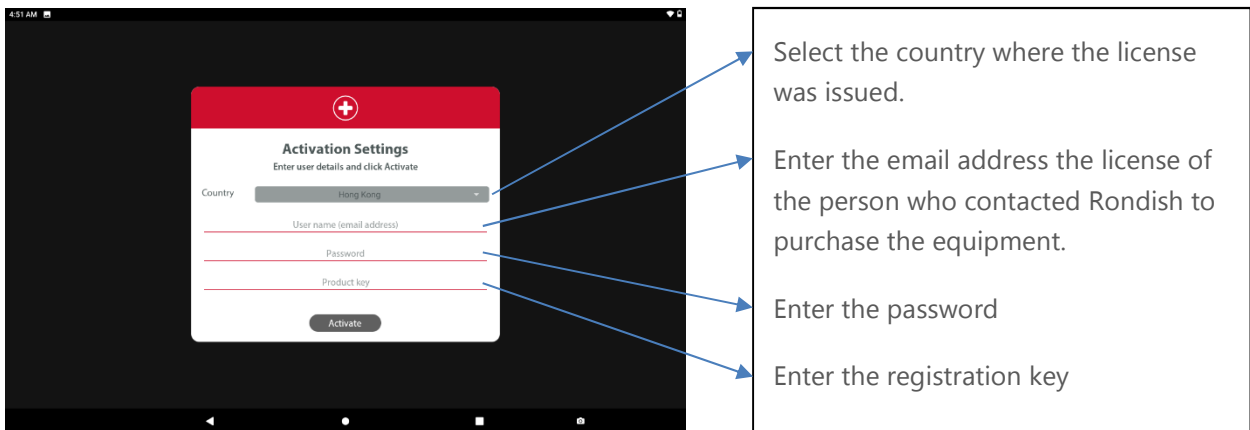 4:51 AM
Activation Settings
Enter user details and click Activate
Country
Hong Kong
User name (email address)
Password
Product key
Activate
Select the country where the license
was issued.
Enter the email address the license of
the person who contacted Rondish to
purchase the equipment.
Enter the password
Enter the registration key